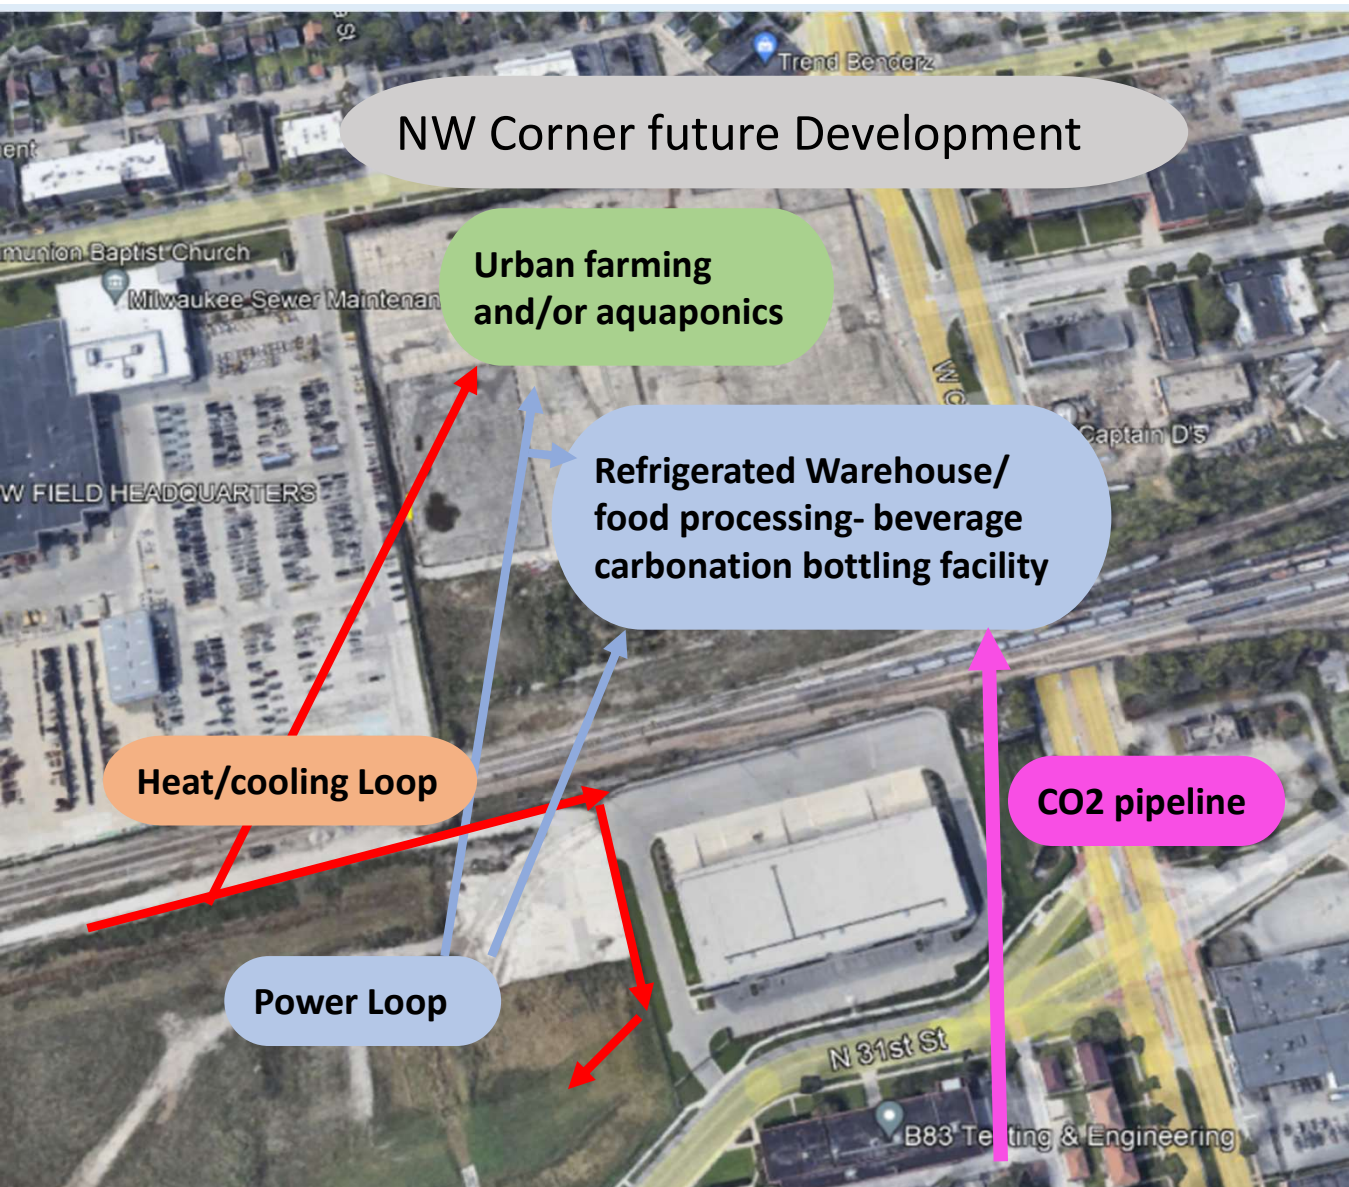 Trend Benderz
NW Corner future Development
ent
munion Baptist Church
Milwaukee Sewer Maintenan
Urban farming
and/or aquaponics
W C
Captain D's
W FIELD HEADQUARTERS
Refrigerated Warehouse/
food processing- beverage
carbonation bottling facility
Heat/cooling Loop
CO2 pipeline
Power Loop
N 31st St
B83 Te ting & Engineering